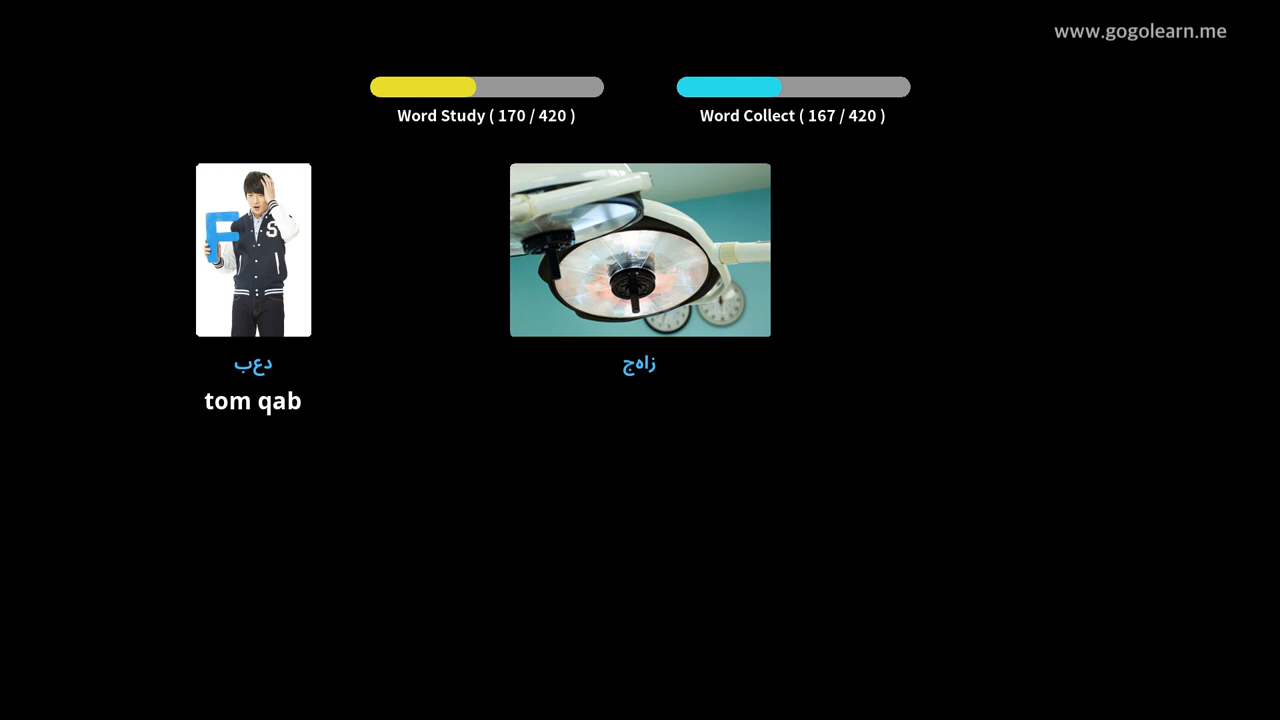 www.gogolearn.me
Word Study ( 170 / 420 )
Word Collect ( 167 / 420 )
F
S
دعب
زاهج
tom qab